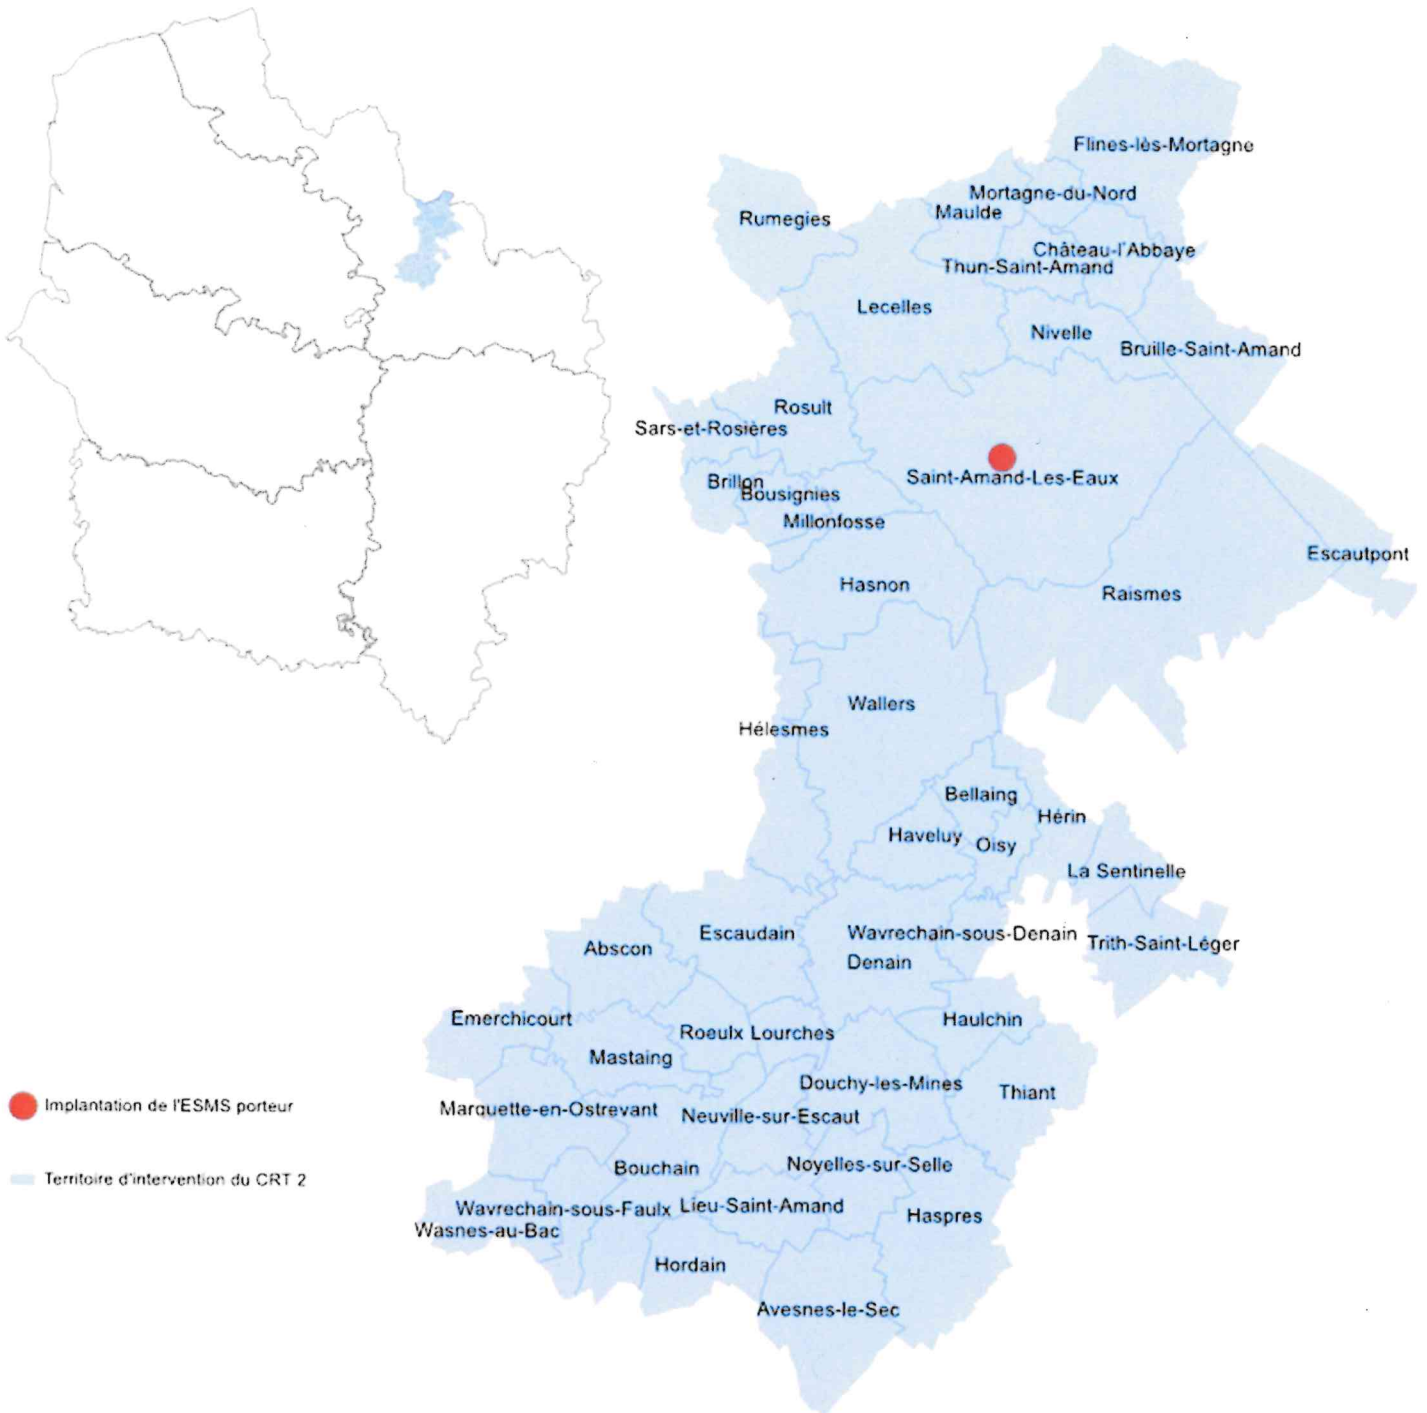 Flines-lès-Mortagne
Mortagne-du-Nord
Maulde
Rumegies
Château-l'Abbaye
Thun-Saint-Amand
Lecelles
Nivelle
Bruille-Saint-Amand
Rosult
Sars-et-Rosières
Saint-Amand-Les-Eaux
Brillon
Bousignies
Millonfosse
Escautpont
Hasnon
Raismes
Wallers
Hélesmes
Bellaing
Hérin
Haveluy
Oisy
La Sentinelle
Escaudain
Wavrechain-sous-Denain
Trith-Saint-Léger
Abscon
Denain
Emerchicourt
Haulchin
Roeulx
Lourches
Mastaing
Douchy-les-Mines
Thiant
Implantation de l'ESMS porteur
Marquette-en-Ostrevant
Neuville-sur-Escaut
Bouchain
Noyelles-sur-Selle
Territoire d'intervention du CRT 2
Wavrechain-sous-Faulx
Lieu-Saint-Amand
Haspres
Wasnes-au-Bac
Hordain
Avesnes-le-Sec